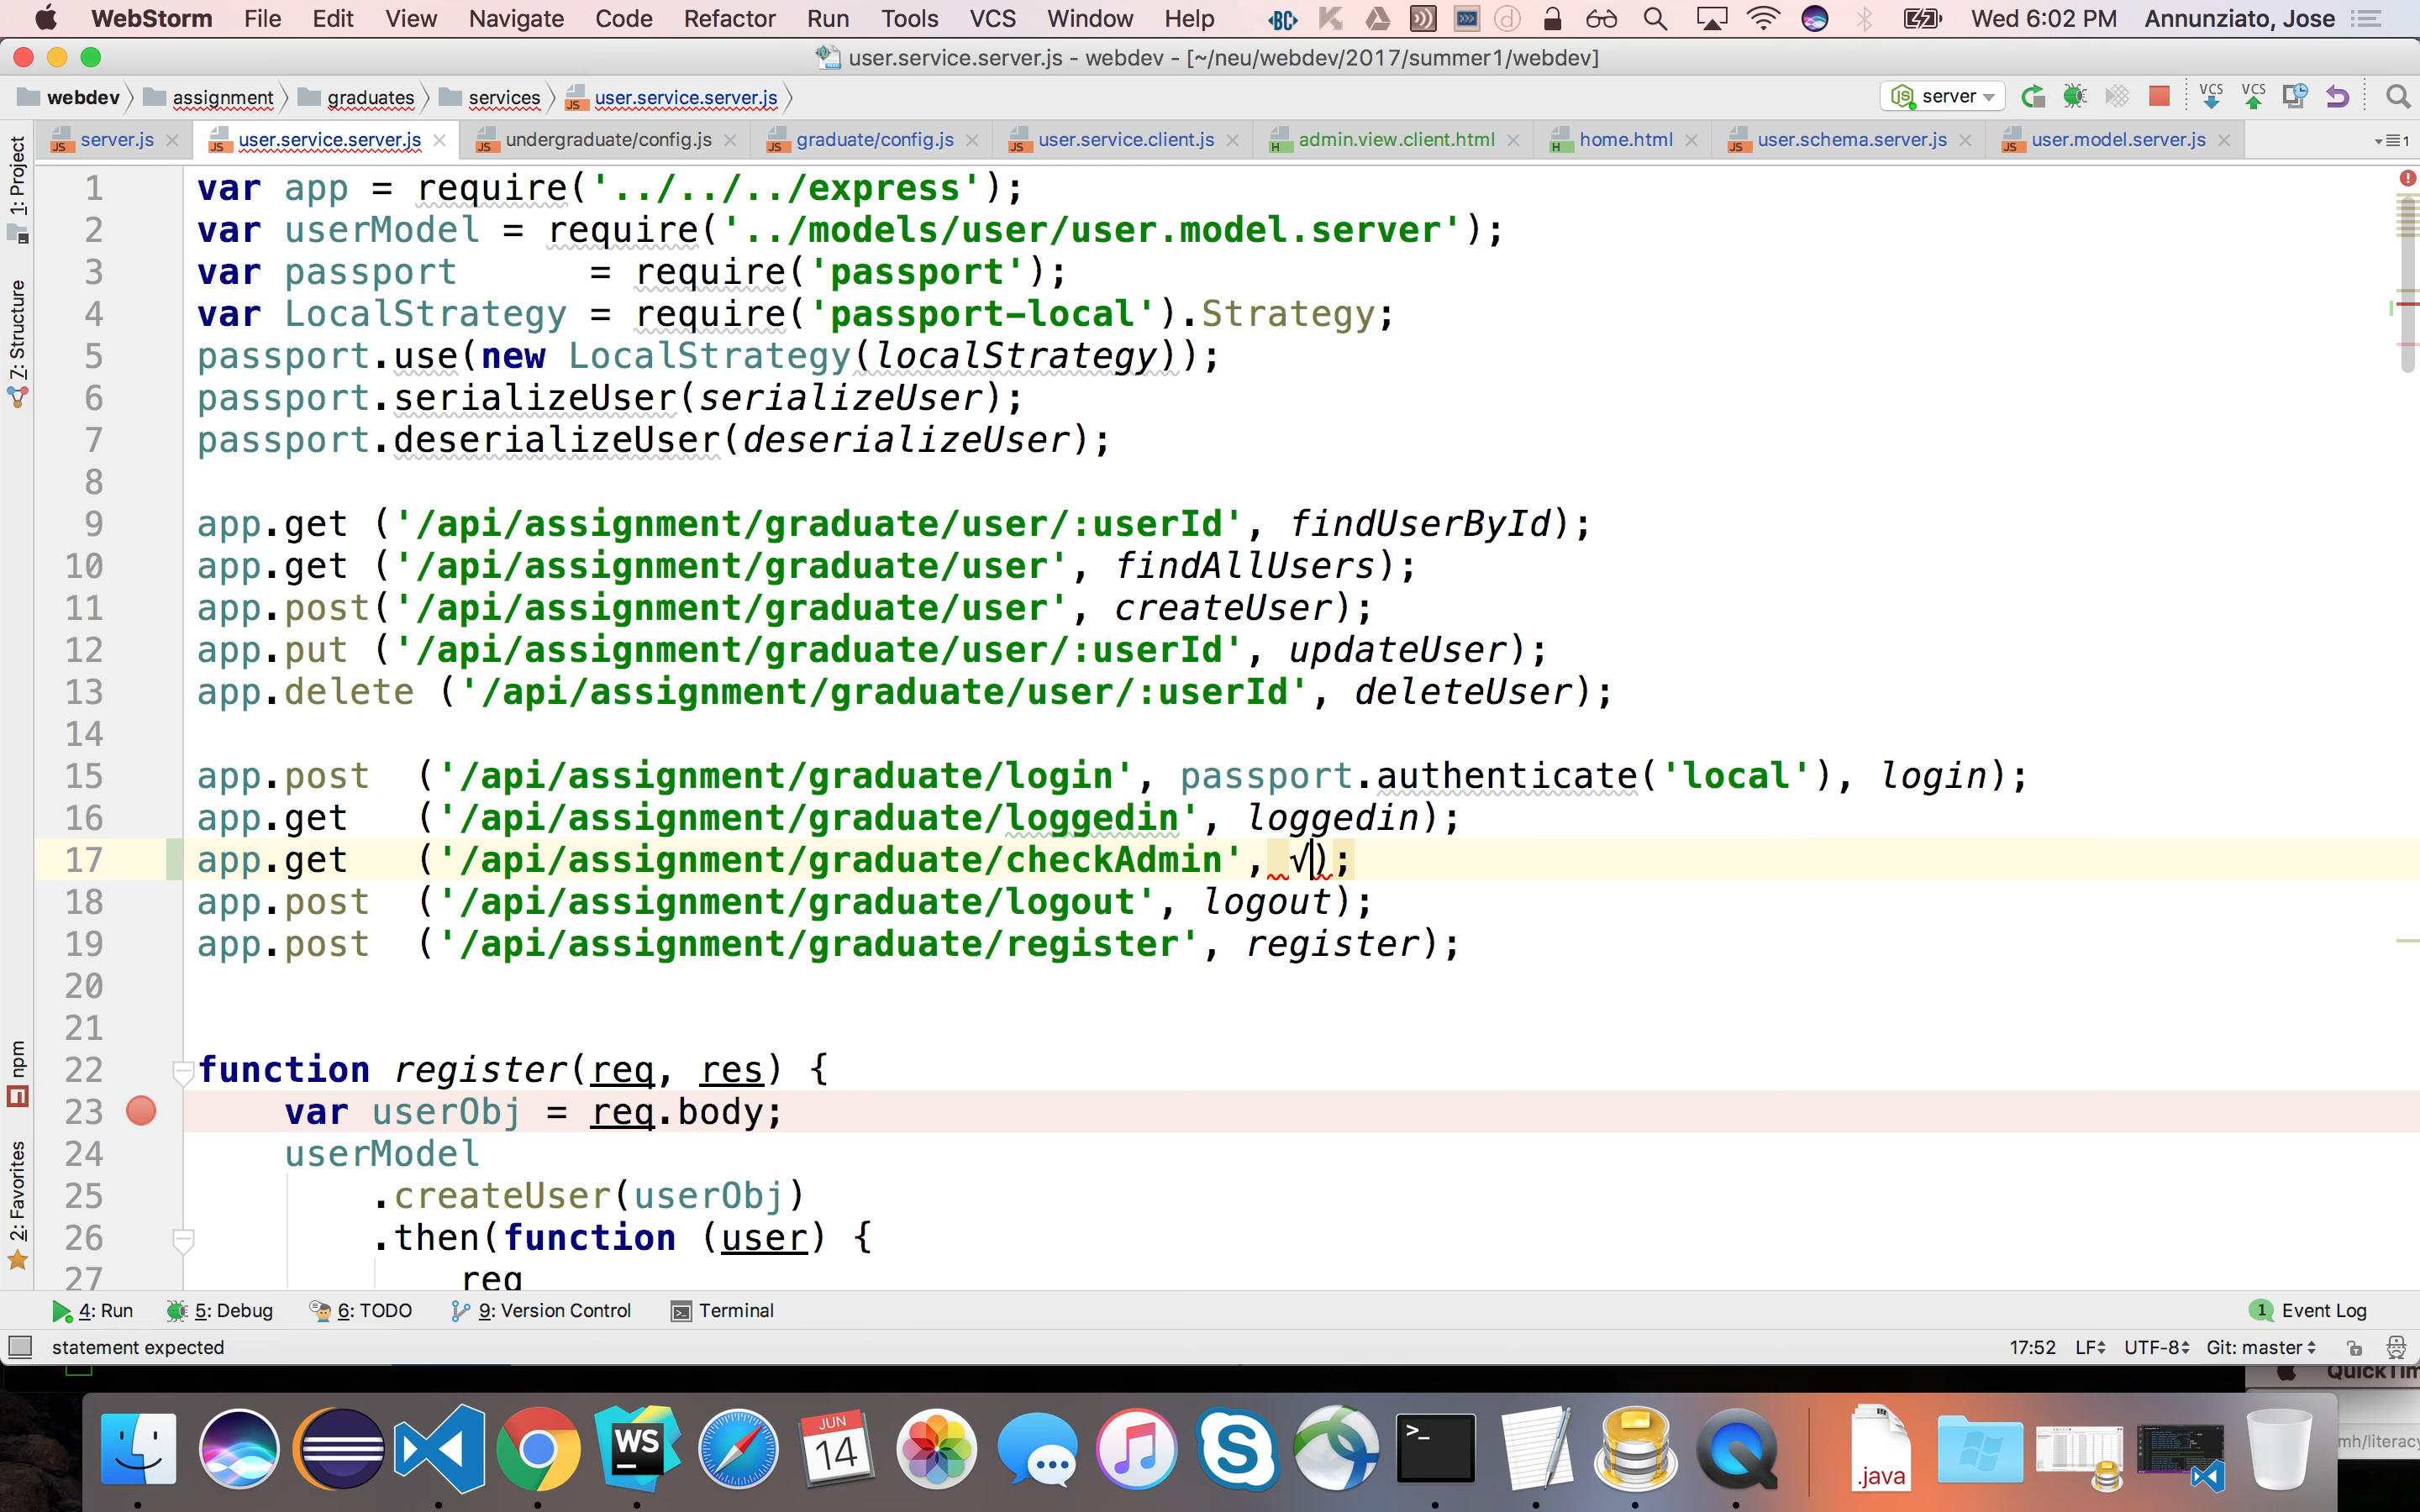 WebStorm File Edit View Navigate Code Refactor Run Tools VCS Window Help BC Wed 6:02 PM Annunziato, Jose
user.service.server.js - webdev - [~/neu/webdev/2017/summer1/webdev]
webdev assignment graduates services user.service.server.js server VCS VCS
server.js user.service.server.js undergraduate/config.js graduate/config.js user.service.client.js admin.view.client.html home.html user.schema.server.js user.model.server.js 1
1: Project
7: Structure
npm
2: Favorites
1 var app = require('../../../express');
2 var userModel = require('../models/user/user.model.server');
3 var passport      = require('passport');
4 var LocalStrategy = require('passport-local').Strategy;
5 passport.use(new LocalStrategy(localStrategy));
6 passport.serializeUser(serializeUser);
7 passport.deserializeUser(deserializeUser);
8
9 app.get ('/api/assignment/graduate/user/:userId', findUserById);
10 app.get ('/api/assignment/graduate/user', findAllUsers);
11 app.post('/api/assignment/graduate/user', createUser);
12 app.put ('/api/assignment/graduate/user/:userId', updateUser);
13 app.delete ('/api/assignment/graduate/user/:userId', deleteUser);
14
15 app.post  ('/api/assignment/graduate/login', passport.authenticate('local'), login);
16 app.get   ('/api/assignment/graduate/loggedin', loggedin);
17 app.get   ('/api/assignment/graduate/checkAdmin', √);
18 app.post  ('/api/assignment/graduate/logout', logout);
19 app.post  ('/api/assignment/graduate/register', register);
20
21
22 function register(req, res) {
23     var userObj = req.body;
24     userModel
25         .createUser(userObj)
26         .then(function (user) {
27             req
4: Run 5: Debug 6: TODO 9: Version Control Terminal 1 Event Log
statement expected 17:52 LF UTF-8 Git: master
JUN
14
WS
.java
mh/literacy